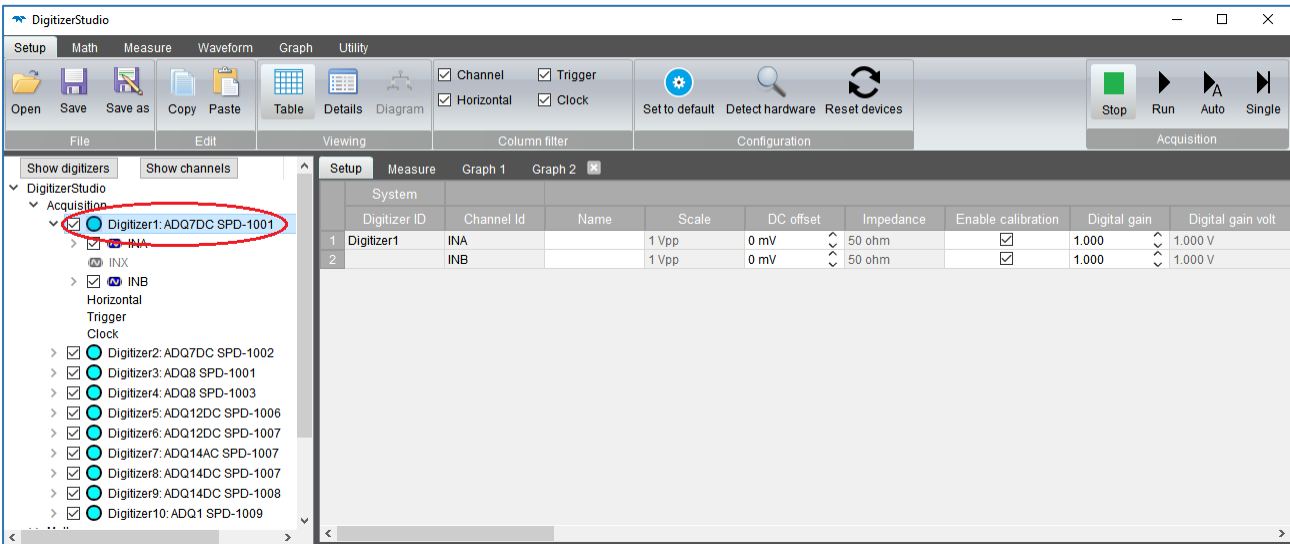 DigitizerStudio
Setup Math Measure Waveform Graph Utility
Open Save Save as Copy Paste Table Details Diagram
Channel Trigger
Horizontal Clock
Set to default Detect hardware Reset devices
Stop Run Auto Single
A
File Edit Viewing Column filter Configuration Acquisition
Show digitizers Show channels
DigitizerStudio
Acquisition
Digitizer1: ADQ7DC SPD-1001
INA
INX
INB
Horizontal
Trigger
Clock
Digitizer2: ADQ7DC SPD-1002
Digitizer3: ADQ8 SPD-1001
Digitizer4: ADQ8 SPD-1003
Digitizer5: ADQ12DC SPD-1006
Digitizer6: ADQ12DC SPD-1007
Digitizer7: ADQ14AC SPD-1007
Digitizer8: ADQ14DC SPD-1007
Digitizer9: ADQ14DC SPD-1008
Digitizer10: ADQ1 SPD-1009
Setup Measure Graph 1 Graph 2
System
Digitizer ID Channel Id Name Scale DC offset Impedance Enable calibration Digital gain Digital gain volt
1 Digitizer1 INA 1 Vpp 0 mV 50 ohm 1.000 1.000 V
2 INB 1 Vpp 0 mV 50 ohm 1.000 1.000 V